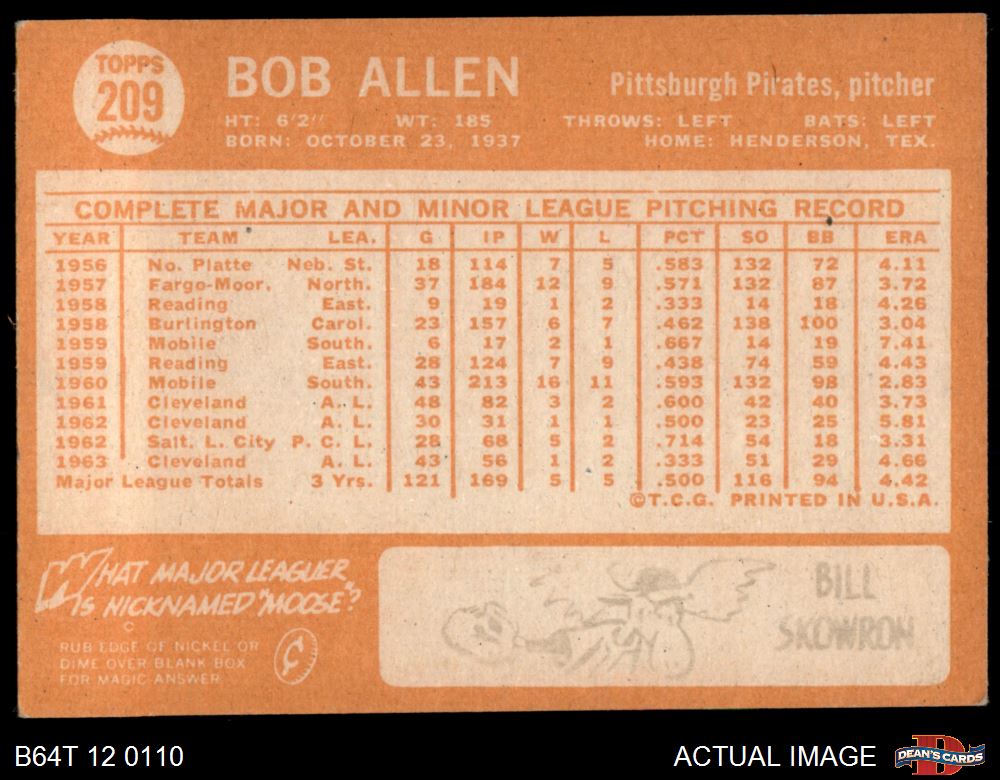 TOPPS
209
BOB ALLEN
Pittsburgh Pirates, pitcher
HT: 6'2" WT: 185 THROWS: LEFT BATS: LEFT
BORN: OCTOBER 23, 1937 HOME: HENDERSON, TEX.
COMPLETE MAJOR AND MINOR LEAGUE PITCHING RECORD
YEAR TEAM LEA. G IP W L PCT SO BB ERA
1956 No. Platte Neb. St. 18 114 7 5 .583 132 72 4.11
1957 Fargo-Moor. North. 37 184 12 9 .571 132 87 3.72
1958 Reading East. 9 19 1 2 .333 14 18 4.26
1958 Burlington Carol. 23 157 6 7 .462 138 100 3.04
1959 Mobile South. 6 17 2 1 .667 14 19 7.41
1959 Reading East. 28 124 7 9 .438 74 59 4.43
1960 Mobile South. 43 213 16 11 .593 132 98 2.83
1961 Cleveland A. L. 48 82 3 2 .600 42 40 3.73
1962 Cleveland A. L. 30 31 1 1 .500 23 25 5.81
1962 Salt. L. City P. C. L. 28 68 5 2 .714 54 18 3.31
1963 Cleveland A. L. 43 56 1 2 .333 51 29 4.66
Major League Totals 3 Yrs. 121 169 5 5 .500 116 94 4.42
©T.C.G. PRINTED IN U.S.A.
WHAT MAJOR LEAGUER
IS NICKNAMED "MOOSE"?
RUB EDGE OF NICKEL OR
DIME OVER BLANK BOX
FOR MAGIC ANSWER
¢
BILL
SKOWRON
B64T 12 0110 ACTUAL IMAGE
DEAN'S CARDS